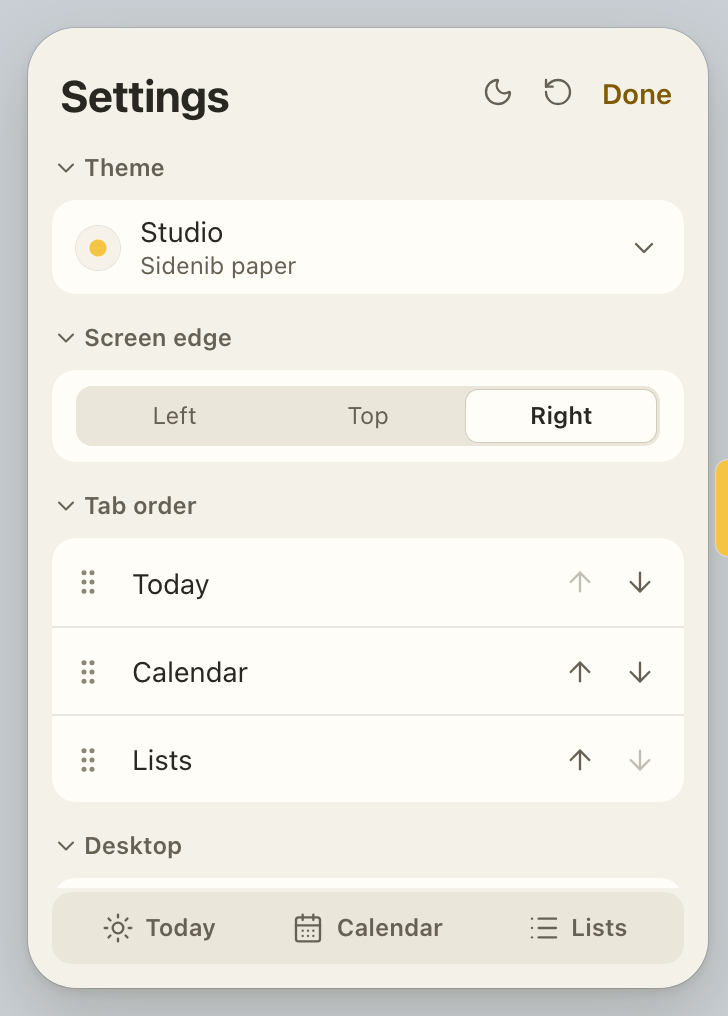 Settings
Done
Theme
Studio
Sidenib paper
Screen edge
Left Top Right
Tab order
Today
Calendar
Lists
Desktop
Today Calendar Lists